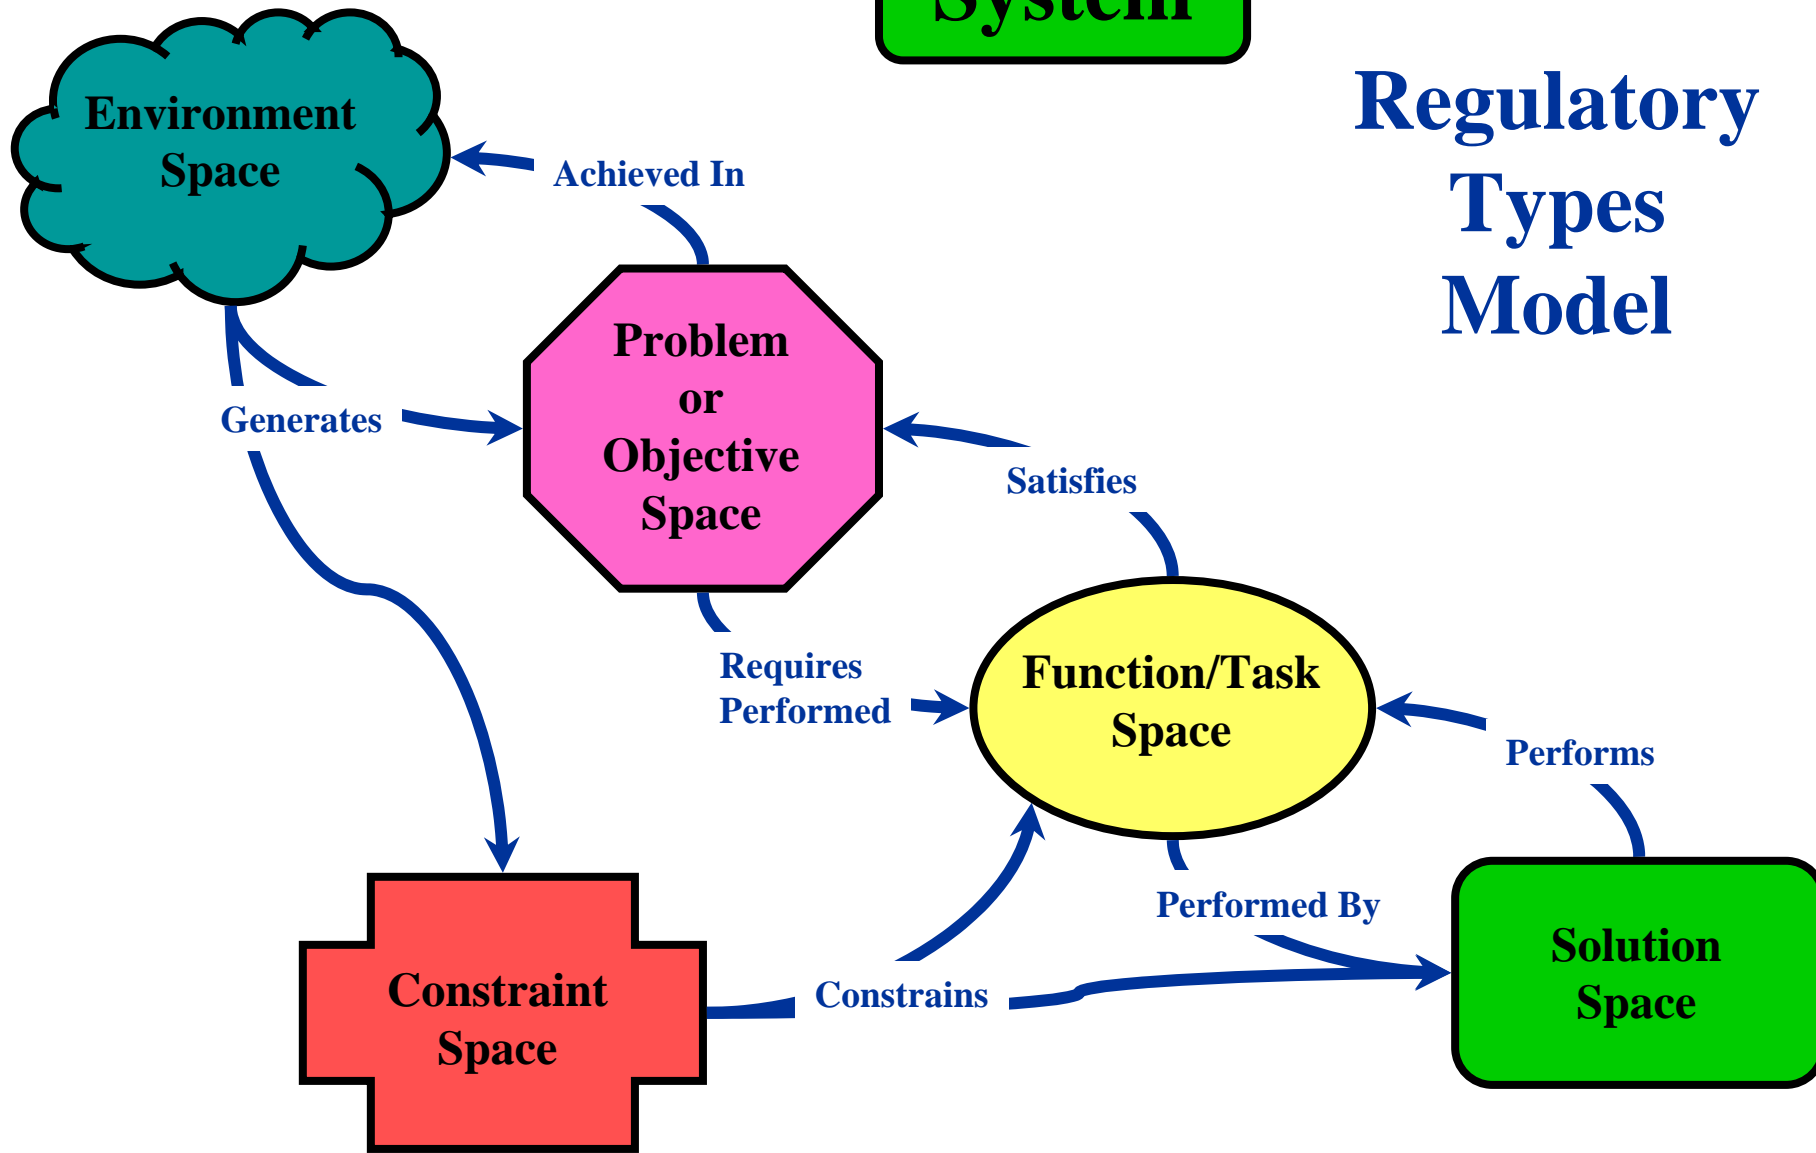 System
Regulatory
Types
Model
Environment
Space
Achieved In
Problem
or
Objective
Space
Generates
Satisfies
Requires
Performed
Function/Task
Space
Performs
Performed By
Constrains
Constraint
Space
Solution
Space